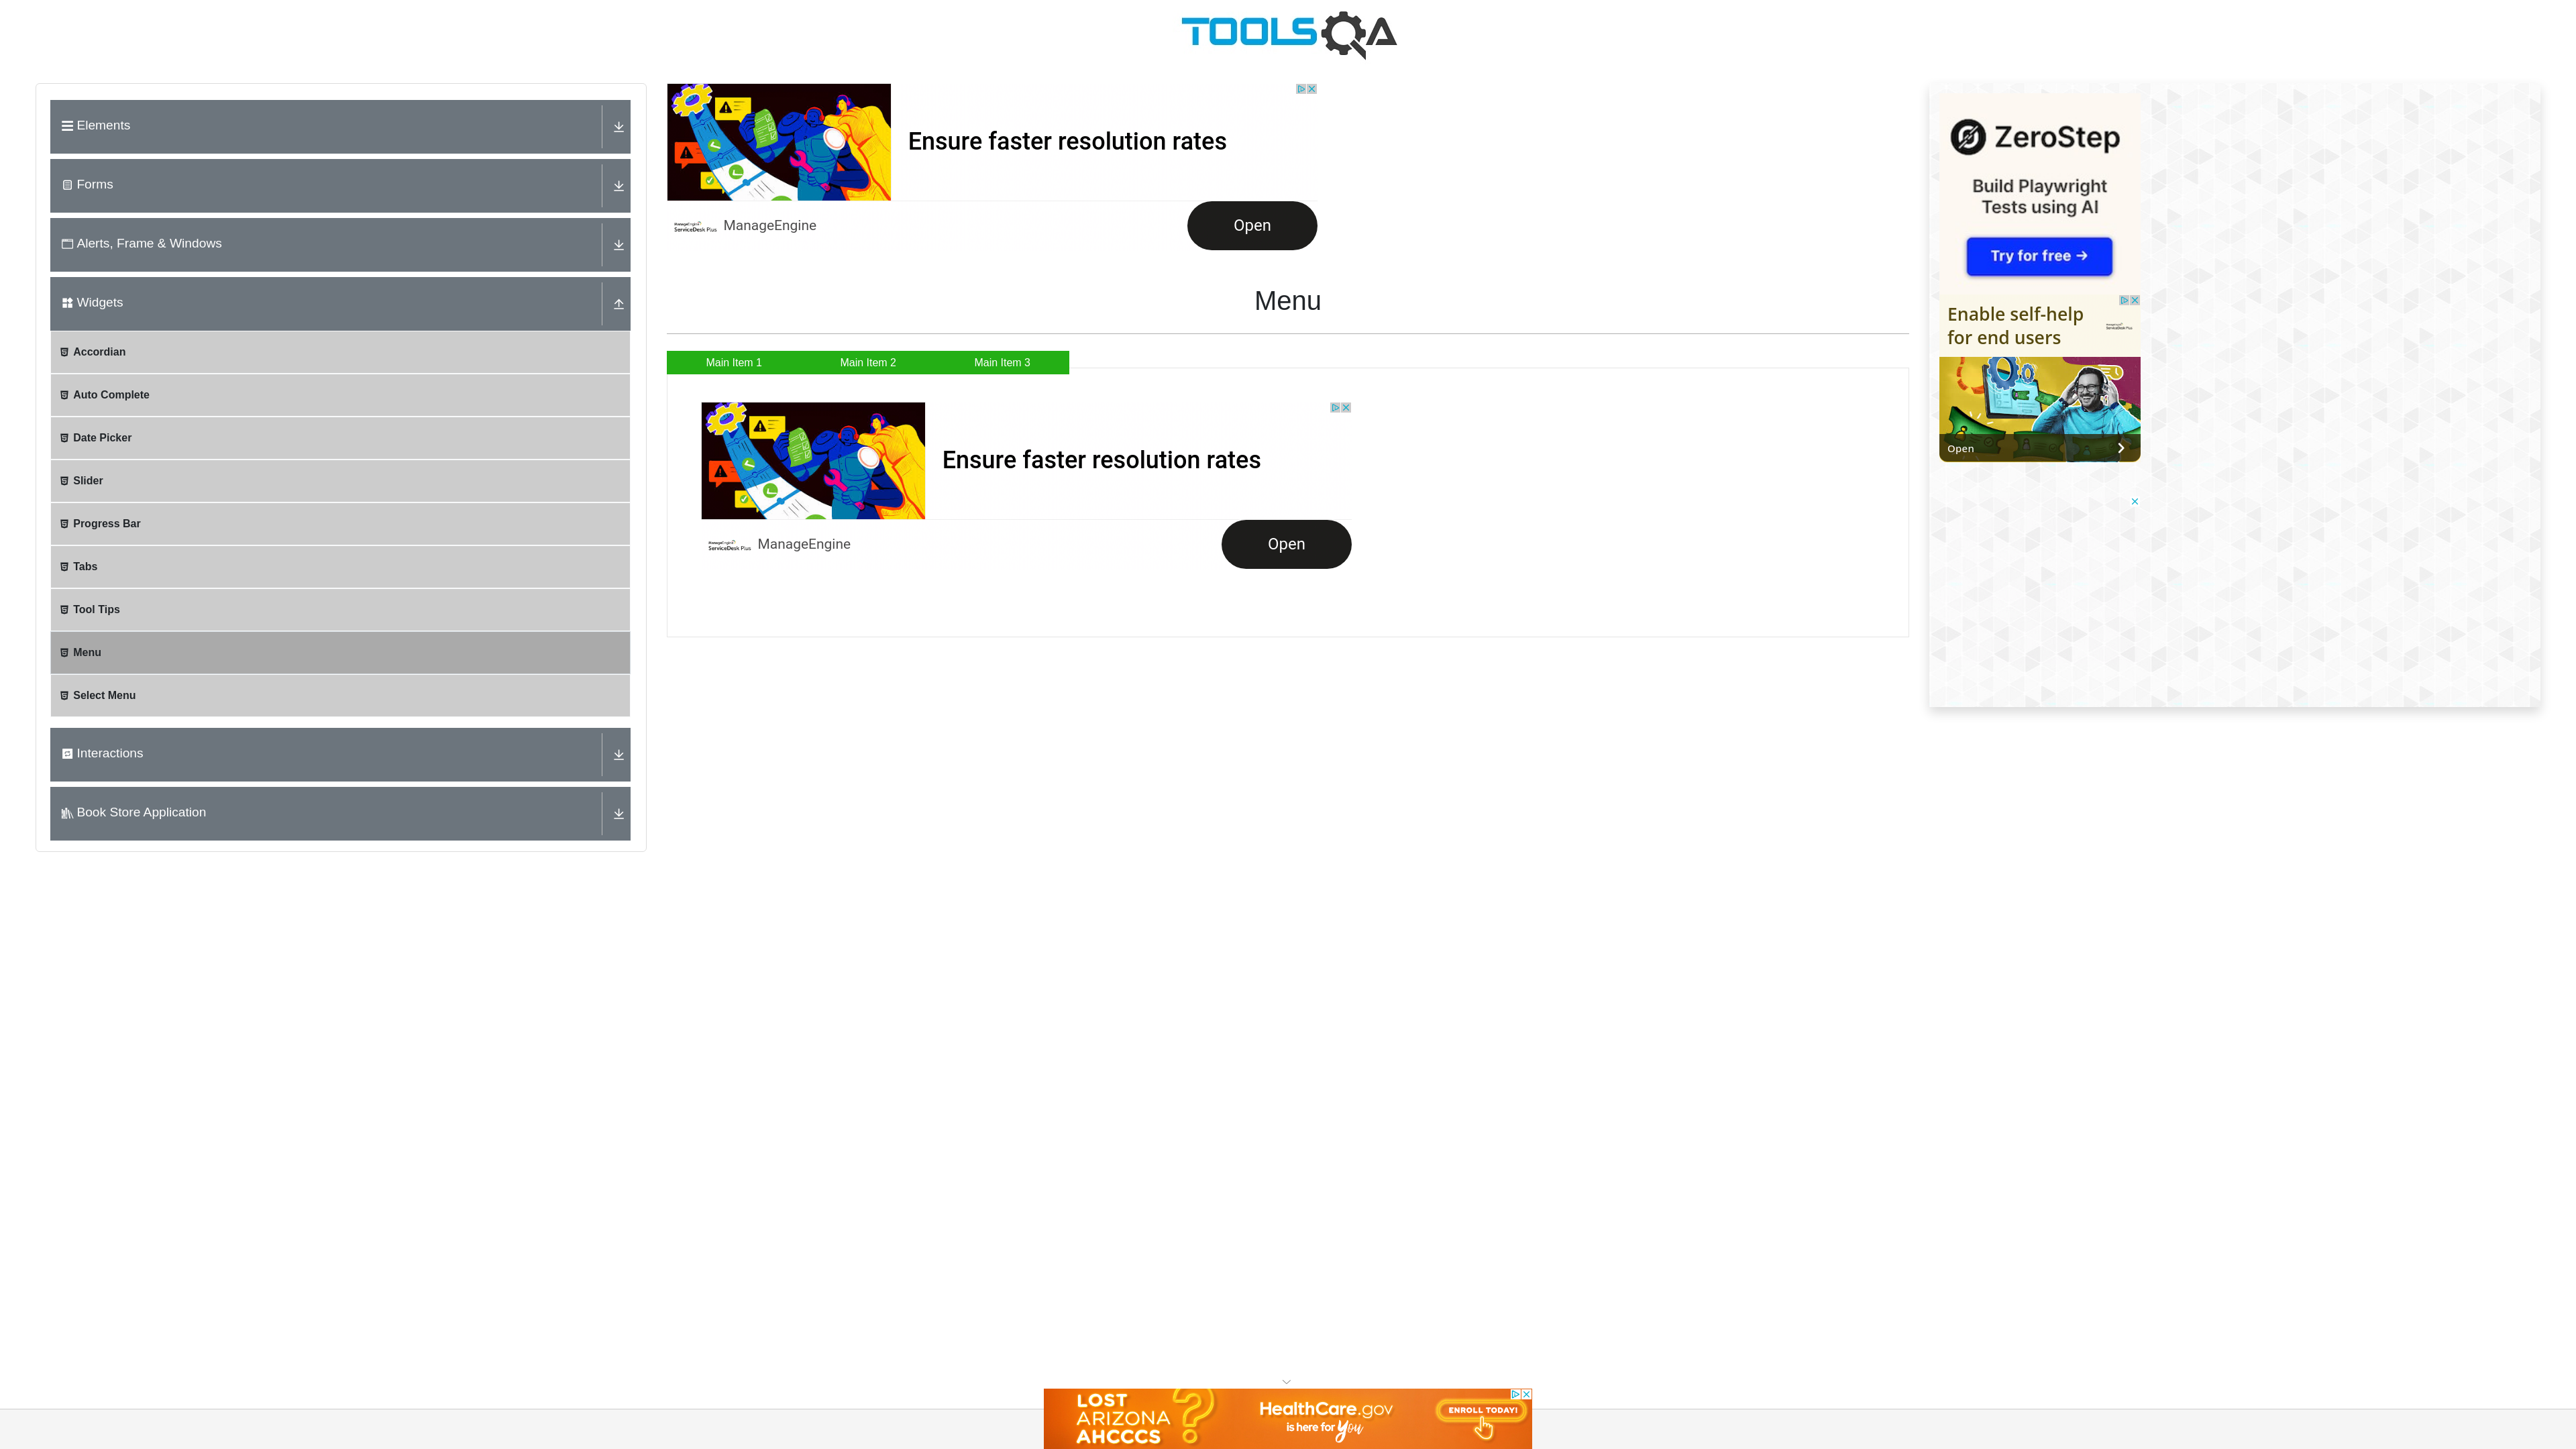 TOOLSQA
Elements
Forms
Alerts, Frame & Windows
Widgets
Accordian
Auto Complete
Date Picker
Slider
Progress Bar
Tabs
Tool Tips
Menu
Select Menu
Interactions
Book Store Application
Ensure faster resolution rates
ServiceDesk Plus
ManageEngine
Open
Menu
Main Item 1
Main Item 2
Main Item 3
Ensure faster resolution rates
ServiceDesk Plus
ManageEngine
Open
ZeroStep
Build Playwright
Tests using AI
Try for free →
Enable self-help
for end users
Open
LOST
ARIZONA
AHCCCS
HealthCare.gov
is here for you
ENROLL TODAY!